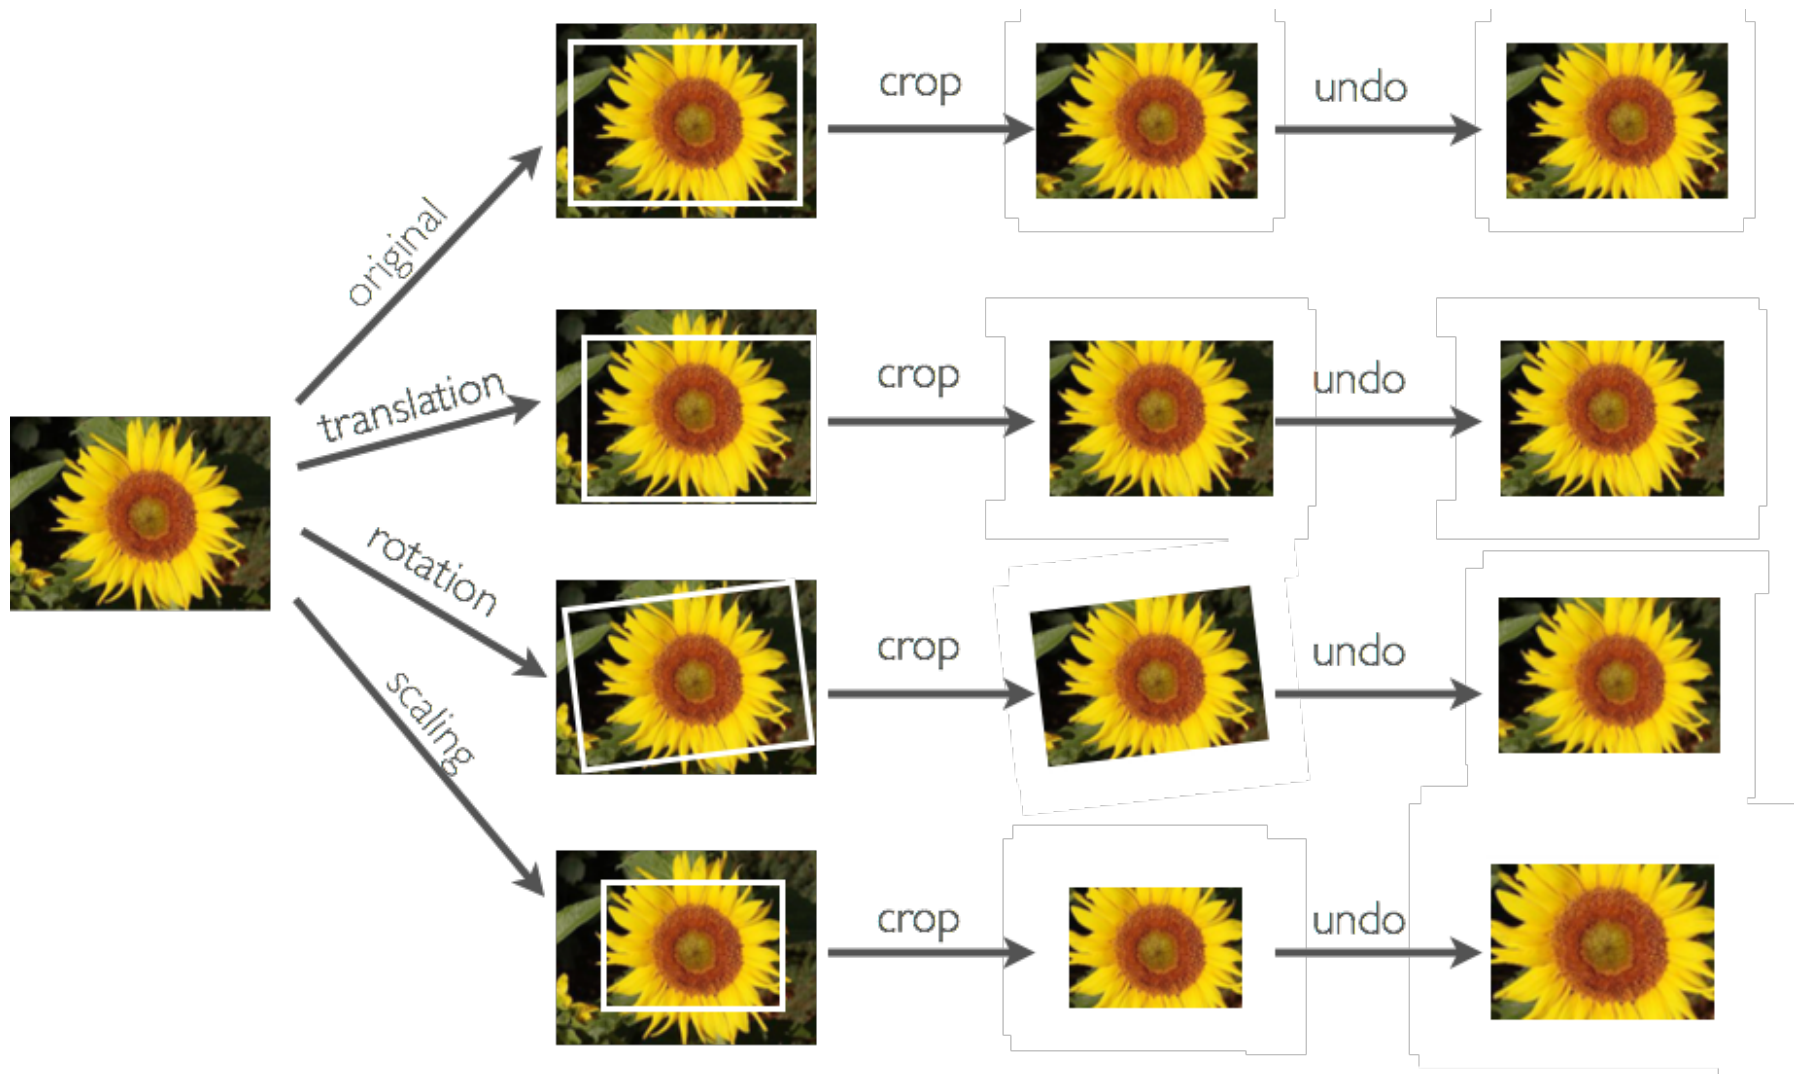 original
crop
undo
translation
crop
undo
rotation
crop
undo
scaling
crop
undo